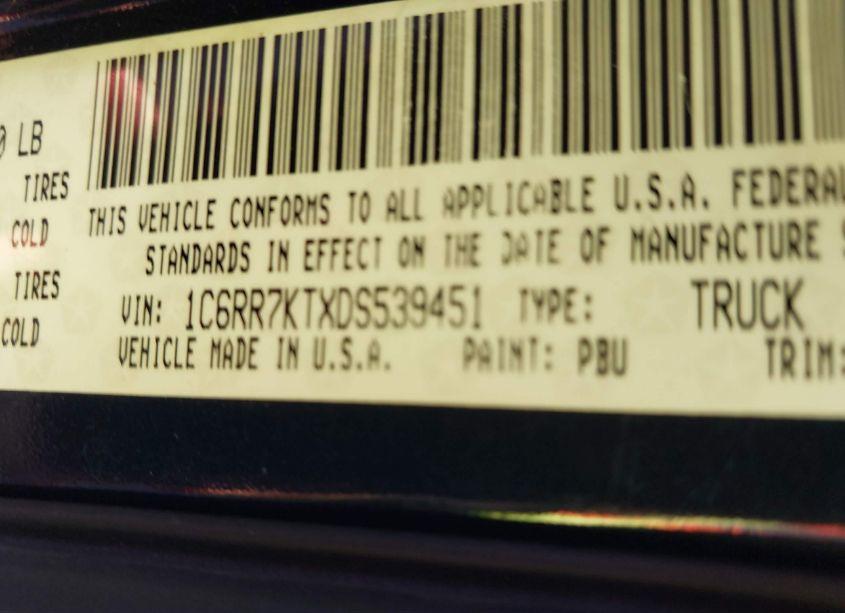 LB
TIRES
COLD
TIRES
COLD
THIS VEHICLE CONFORMS TO ALL APPLICABLE U.S.A. FEDERAL
STANDARDS IN EFFECT ON THE DATE OF MANUFACTURE
VIN: 1C6RR7KTXDS539451 TYPE: TRUCK
VEHICLE MADE IN U.S.A. PAINT: PBU TRIM: